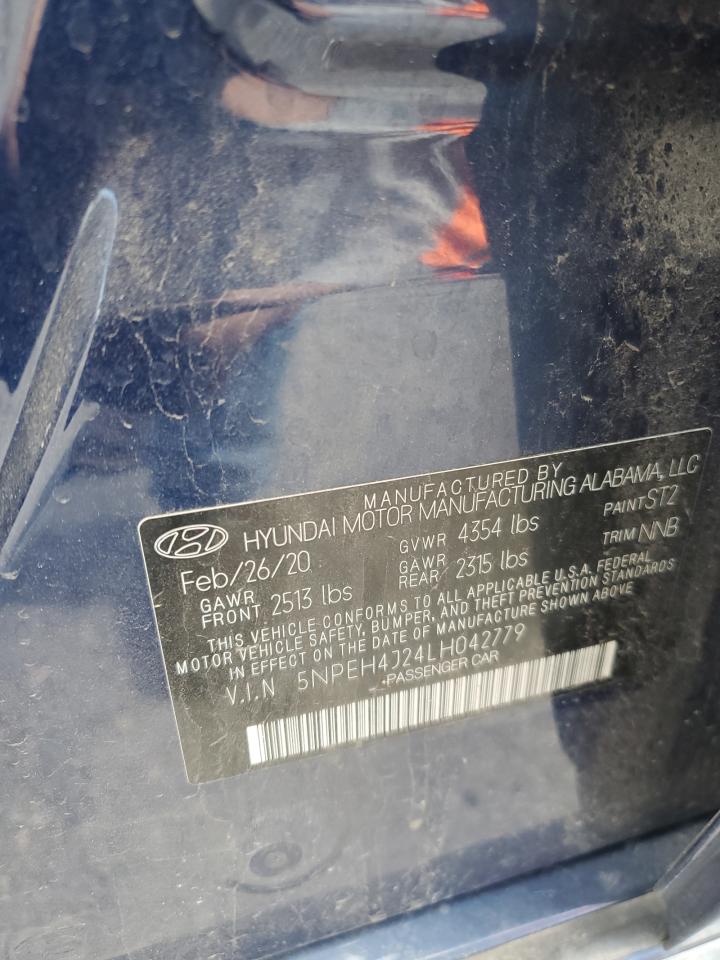 MANUFACTURED BY
HYUNDAI MOTOR MANUFACTURING ALABAMA, LLC
Feb/26/20 GVWR 4354 lbs PAINT ST2
GAWR FRONT 2513 lbs GAWR REAR 2315 lbs TRIM NNB
THIS VEHICLE CONFORMS TO ALL APPLICABLE U.S.A. FEDERAL
MOTOR VEHICLE SAFETY, BUMPER, AND THEFT PREVENTION STANDARDS
IN EFFECT ON THE DATE OF MANUFACTURE SHOWN ABOVE
V.I.N 5NPEH4J24LH042779
PASSENGER CAR